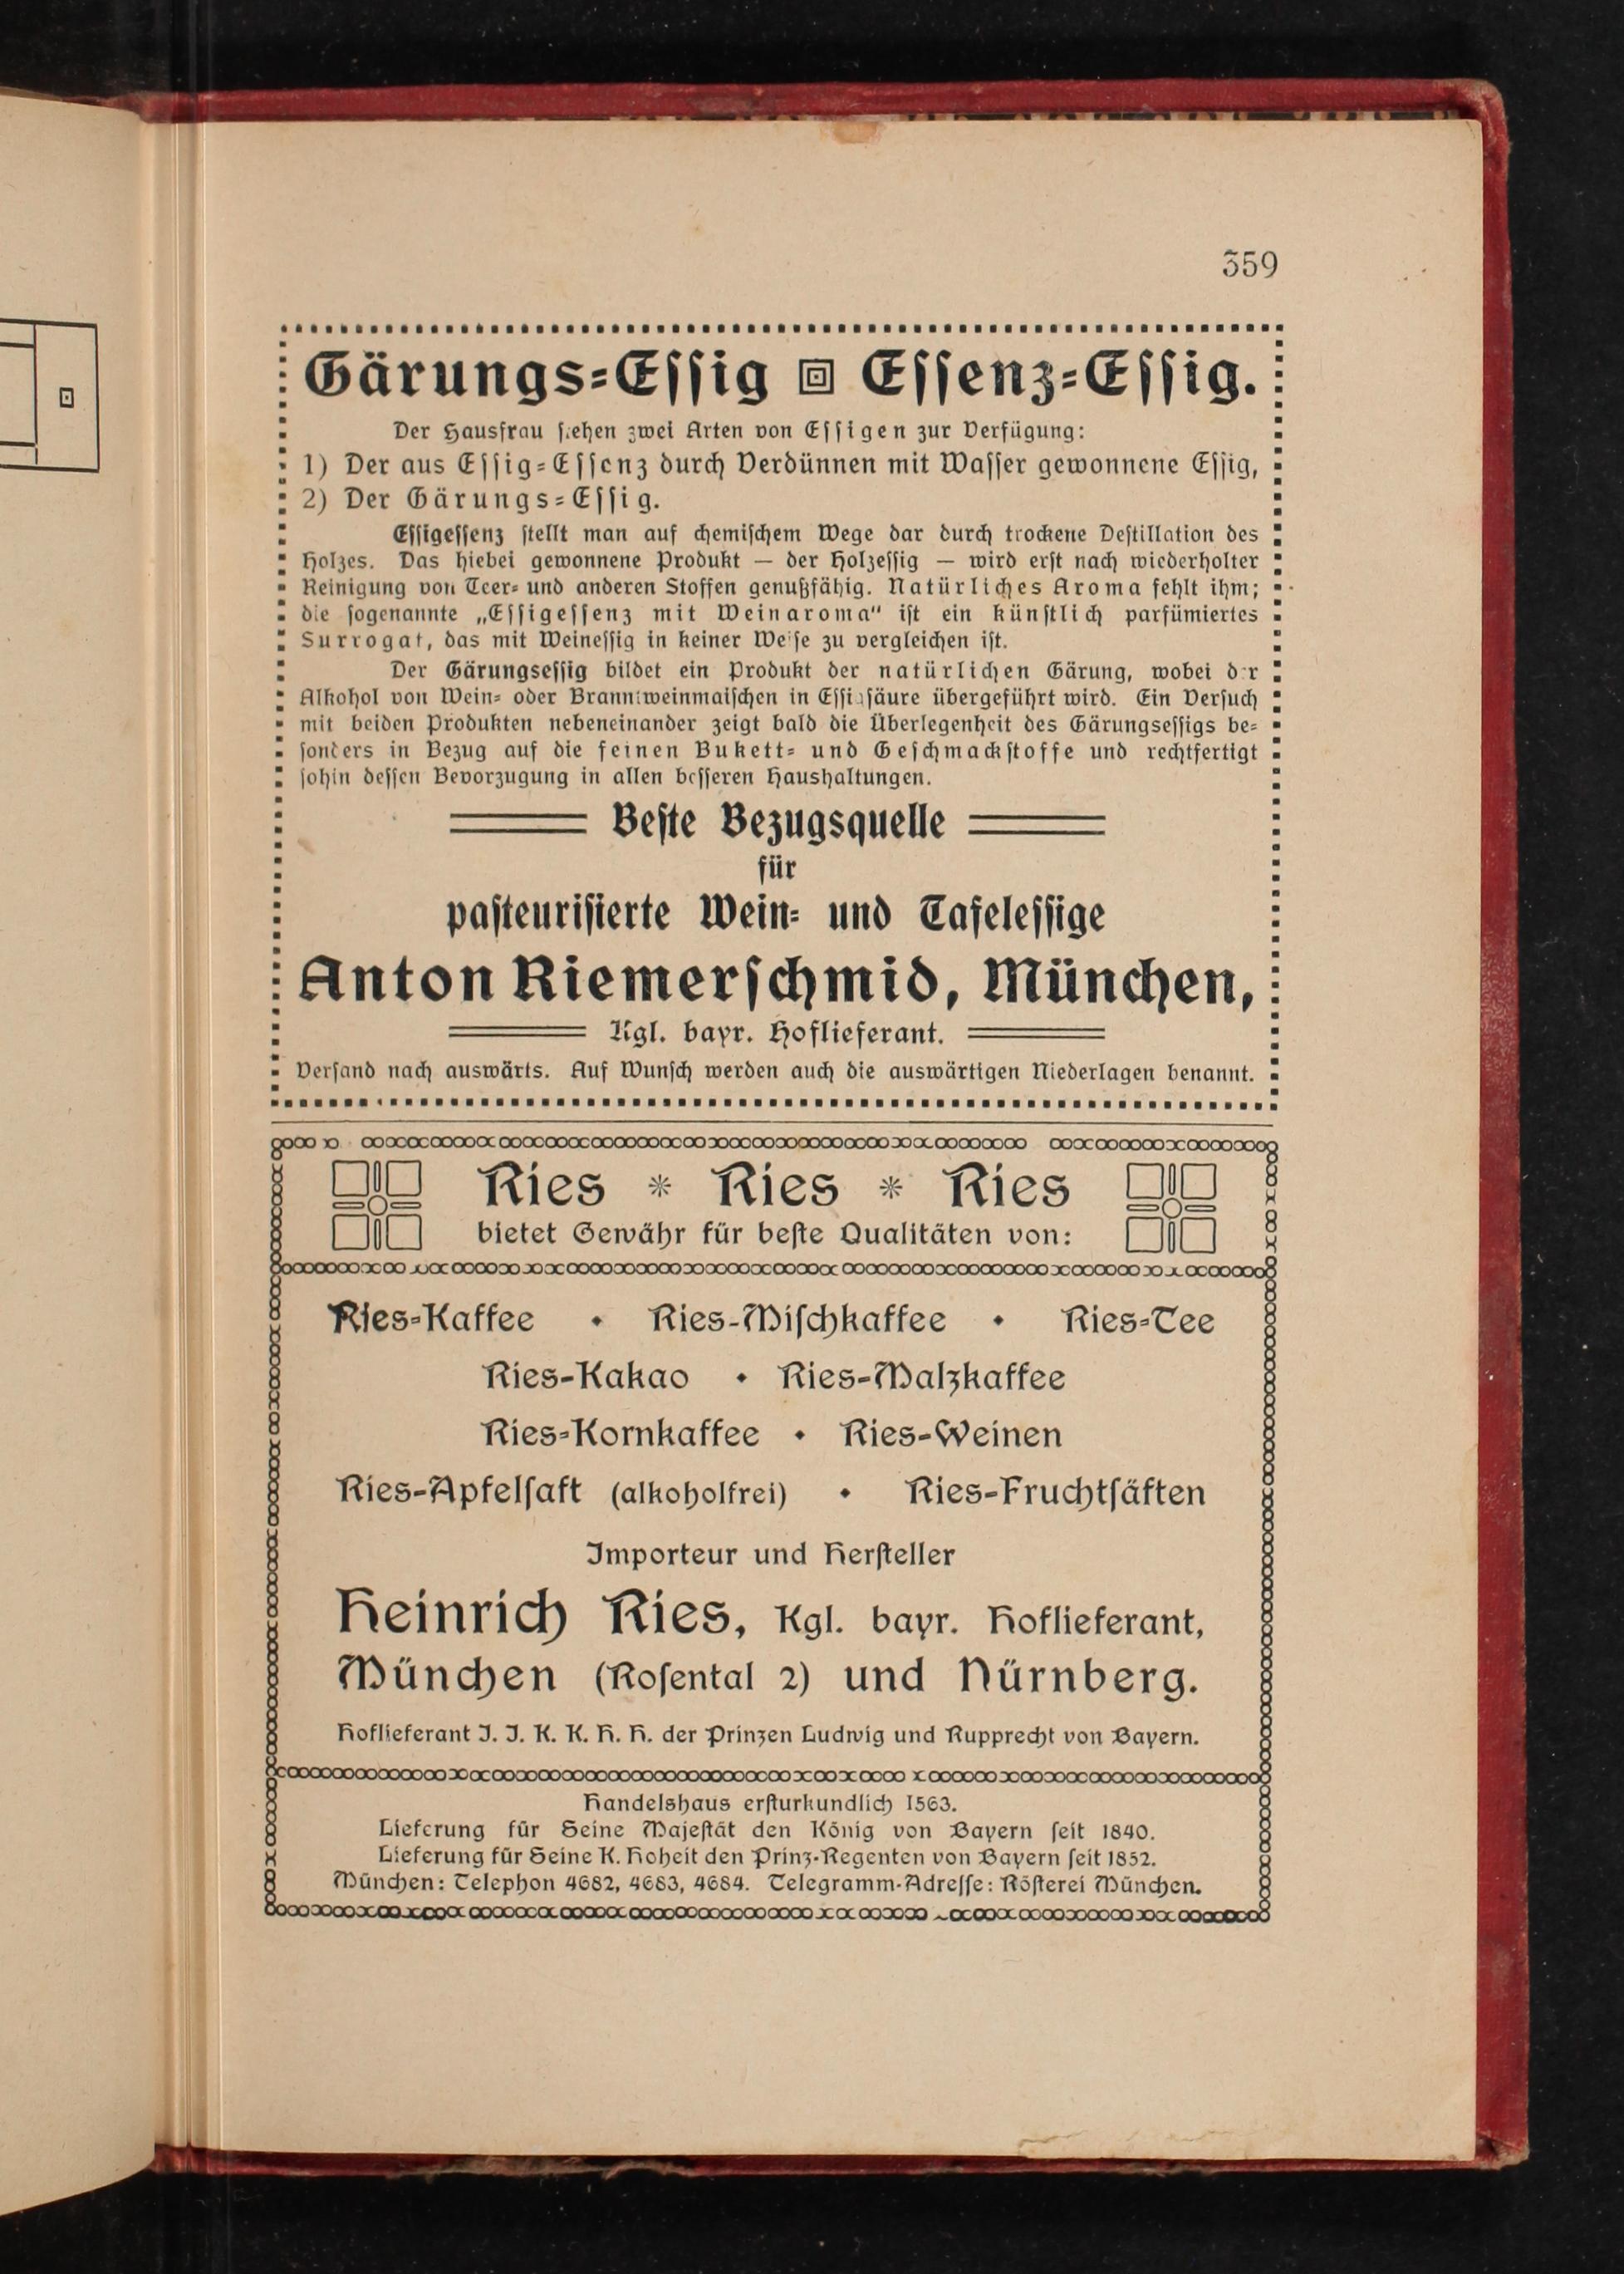 359
Gärungs-Essig Essenz-Essig.
Der Hausfrau stehen zwei Arten von Essigen zur Verfügung:
1) Der aus Essig-Essenz durch Verdünnen mit Wasser gewonnene Essig,
2) Der Gärungs-Essig.
Essigessenz stellt man auf chemischem Wege dar durch trockene Destillation des
Holzes. Das hiebei gewonnene Produkt — der Holzessig — wird erst nach wiederholter
Reinigung von Teer- und anderen Stoffen genußfähig. Natürliches Aroma fehlt ihm;
die sogenannte „Essigessenz mit Weinaroma“ ist ein künstlich parfümiertes
Surrogat, das mit Weinessig in keiner Weise zu vergleichen ist.
Der Gärungsessig bildet ein Produkt der natürlichen Gärung, wobei der
Alkohol von Wein- oder Branntweinmaischen in Essigsäure übergeführt wird. Ein Versuch
mit beiden Produkten nebeneinander zeigt bald die Überlegenheit des Gärungsessigs be-
sonders in Bezug auf die feinen Bukett- und Geschmackstoffe und rechtfertigt
sohin dessen Bevorzugung in allen besseren Haushaltungen.
Beste Bezugsquelle
für
pasteurisierte Wein- und Tafelessige
Anton Riemerschmid, München,
Kgl. bayr. Hoflieferant.
Versand nach auswärts. Auf Wunsch werden auch die auswärtigen Niederlagen benannt.
Ries * Ries * Ries
bietet Gewähr für beste Qualitäten von:
Ries-Kaffee • Ries-Mischkaffee • Ries-Tee
Ries-Kakao • Ries-Malzkaffee
Ries-Kornkaffee • Ries-Weinen
Ries-Apfelsaft (alkoholfrei) • Ries-Fruchtsäften
Importeur und Hersteller
Heinrich Ries, Kgl. bayr. Hoflieferant,
München (Rosental 2) und Nürnberg.
Hoflieferant I. I. K. K. H. H. der Prinzen Ludwig und Rupprecht von Bayern.
Handelshaus ersturkundlich 1563.
Lieferung für Seine Majestät den König von Bayern seit 1840.
Lieferung für Seine K. Hoheit den Prinz-Regenten von Bayern seit 1852.
München: Telephon 4682, 4683, 4684. Telegramm-Adresse: Rösterei München.